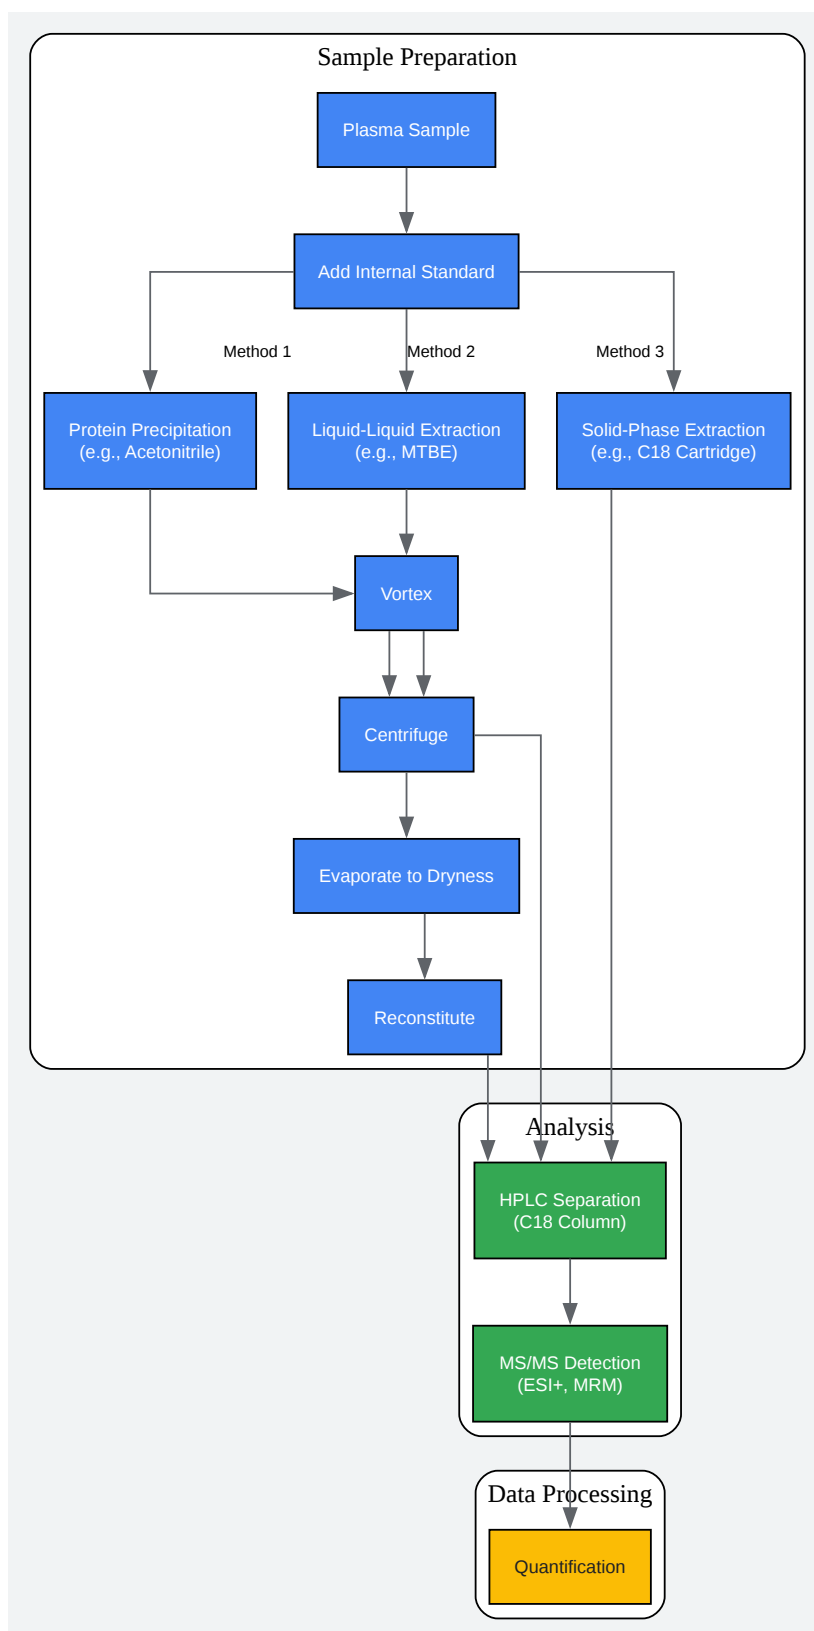 Sample Preparation
Plasma Sample
Add Internal Standard
Method 1
Method 2
Method 3
Protein Precipitation
(e.g., Acetonitrile)
Liquid-Liquid Extraction
(e.g., MTBE)
Solid-Phase Extraction
(e.g., C18 Cartridge)
Vortex
Centrifuge
Evaporate to Dryness
Reconstitute
Analysis
HPLC Separation
(C18 Column)
MS/MS Detection
(ESI+, MRM)
Data Processing
Quantification